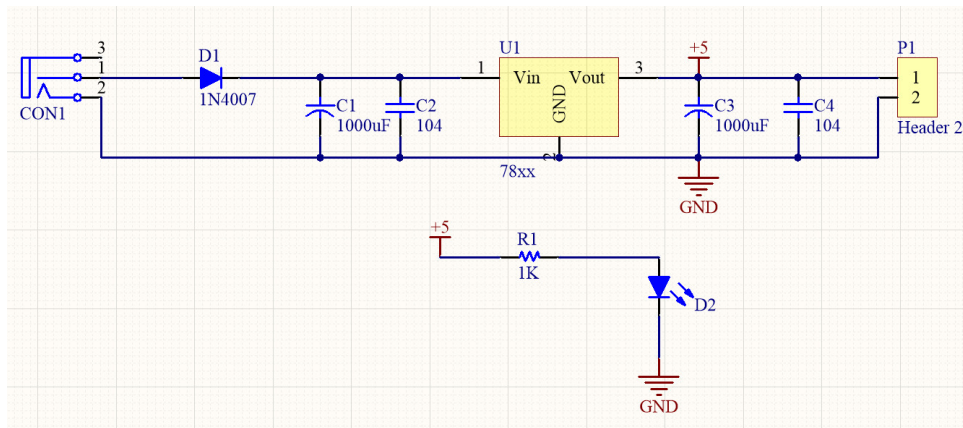 3
1
2
CON1
D1
1N4007
C1
1000uF
C2
104
U1
1
Vin
Vout
3
GND
2
78xx
+5
C3
1000uF
C4
104
GND
P1
1
2
Header 2
+5
R1
1K
D2
GND